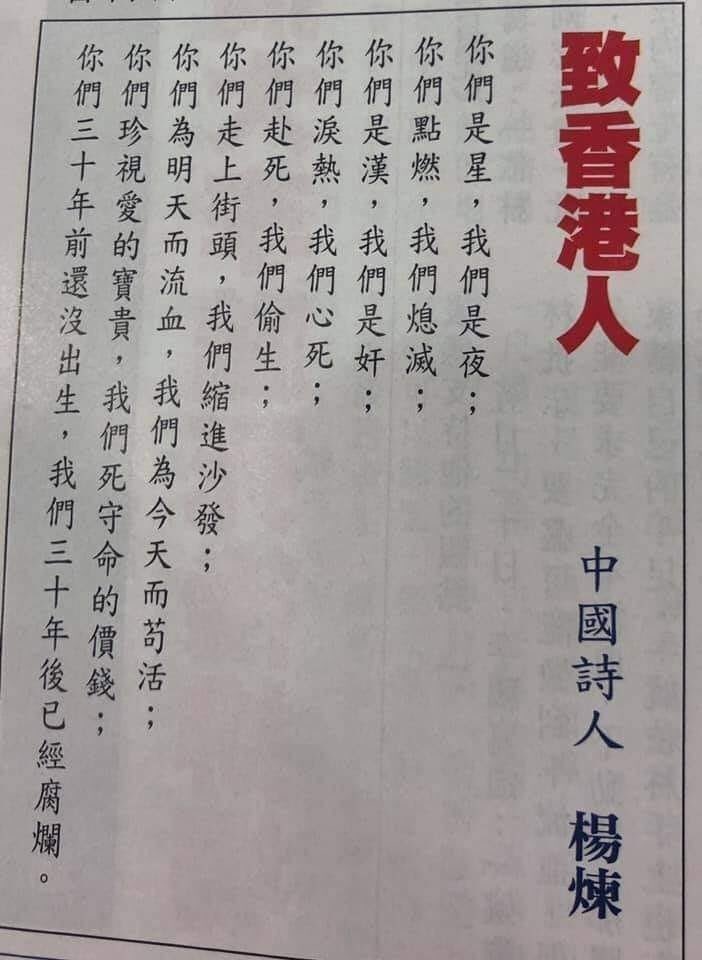 致香港人
中國詩人 楊煉
你們是星，我們是夜；
你們點燃，我們熄滅；
你們是漢，我們是奸；
你們淚熱，我們心死；
你們赴死，我們偷生；
你們走上街頭，我們縮進沙發；
你們為明天而流血，我們為今天而苟活；
你們珍視愛的寶貴，我們死守命的價錢；
你們三十年前還沒出生，我們三十年後已經腐爛。